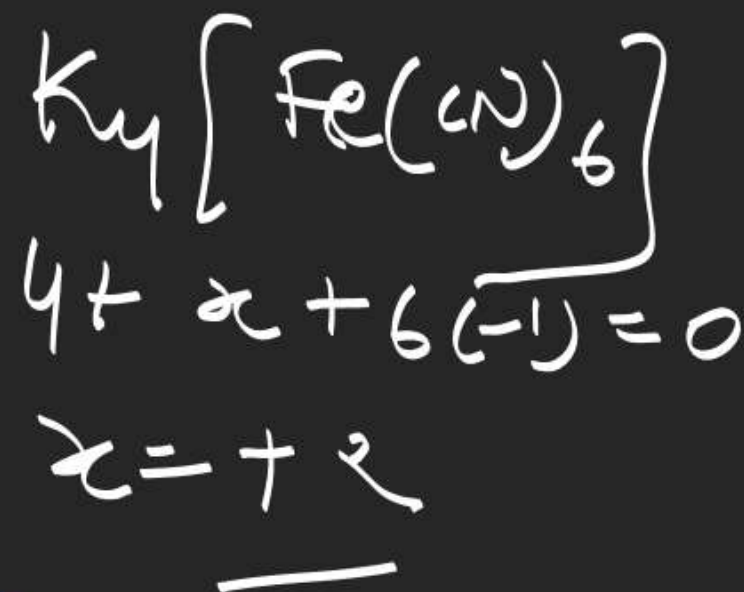 K₄[Fe(CN)₆]
4 + x + 6(-1) = 0
x = +2